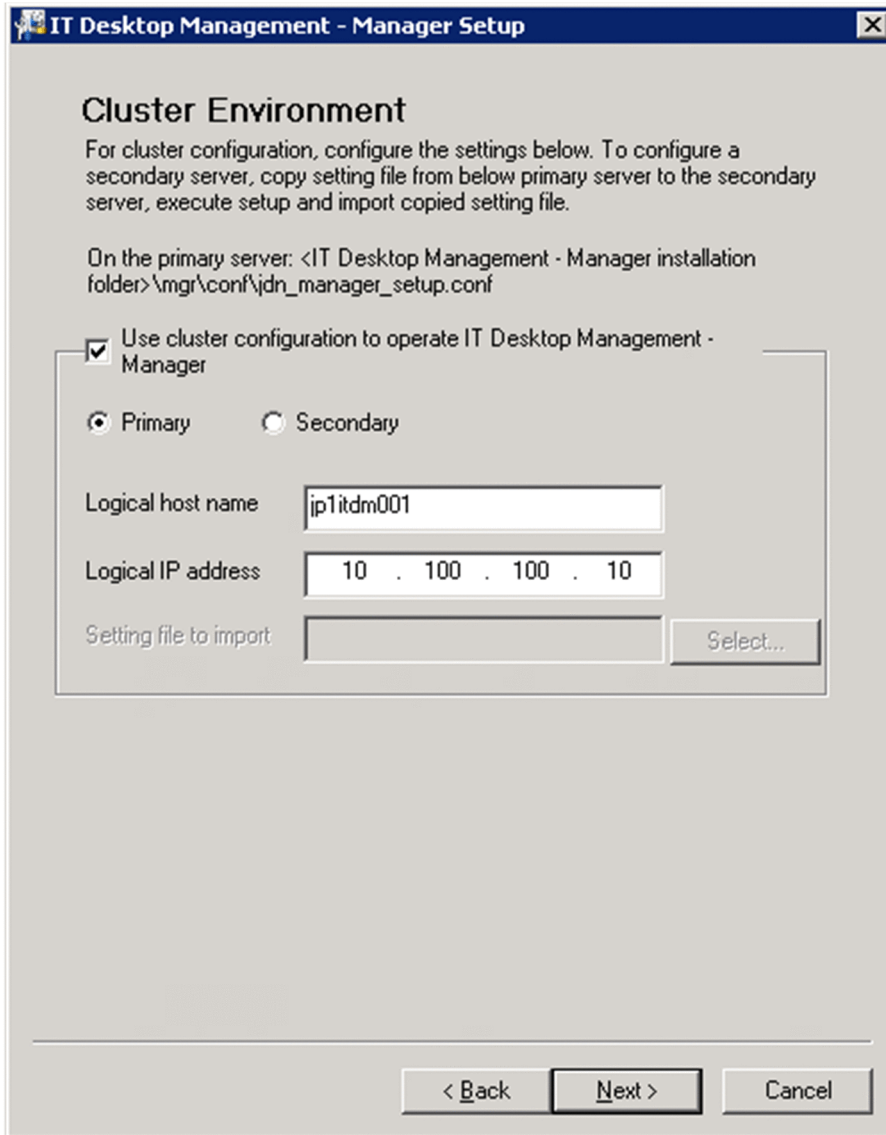 IT Desktop Management - Manager Setup
Cluster Environment
For cluster configuration, configure the settings below. To configure a
secondary server, copy setting file from below primary server to the secondary
server, execute setup and import copied setting file.
On the primary server: <IT Desktop Management - Manager installation
folder>\mgr\conf\jdn_manager_setup.conf
Use cluster configuration to operate IT Desktop Management -
Manager
Primary Secondary
Logical host name jp1itdm001
Logical IP address 10 . 100 . 100 . 10
Setting file to import Select...
< Back Next > Cancel